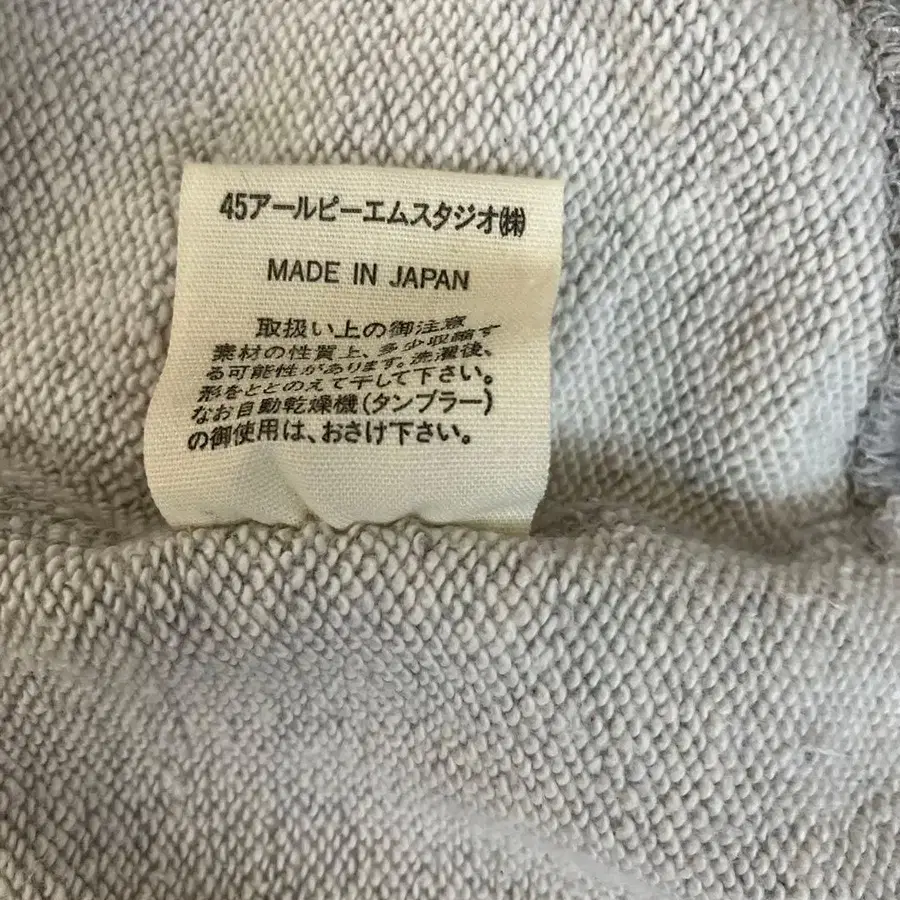 45アールピーエムスタジオ㈱
MADE IN JAPAN
取扱い上の御注意
素材の性質上、多少収縮す
る可能性があります。洗濯後、
形をととのえて干して下さい。
なお自動乾燥機(タンブラー)
の御使用は、おさけ下さい。